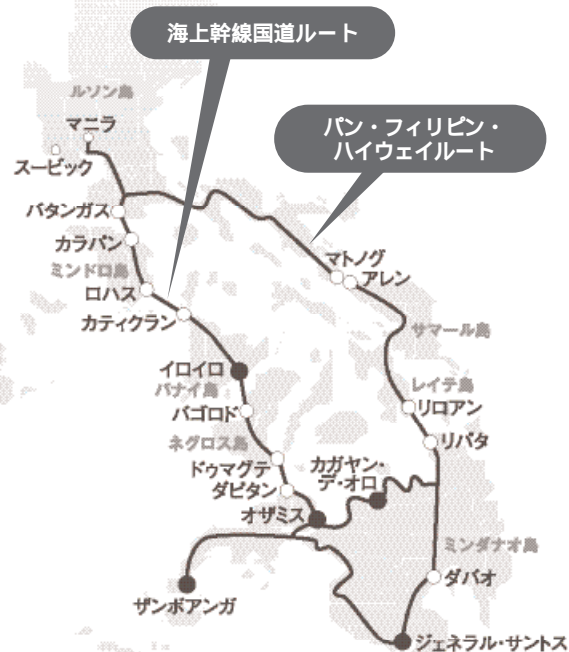 海上幹線国道ルート
ルソン島
マニラ
スービック
パン・フィリピン・
ハイウェイルート
バタンガス
カラパン
マトノグ
アレン
ミンドロ島
ロハス
カティクラン
サマール島
イロイロ
パナイ島
レイテ島
リロアン
バゴロド
リパタ
ネグロス島
ドゥマグテ
カガヤン・
デ・オロ
ダピタン
オザミス
ミンダナオ島
ダバオ
ザンボアンガ
ジェネラル・サントス